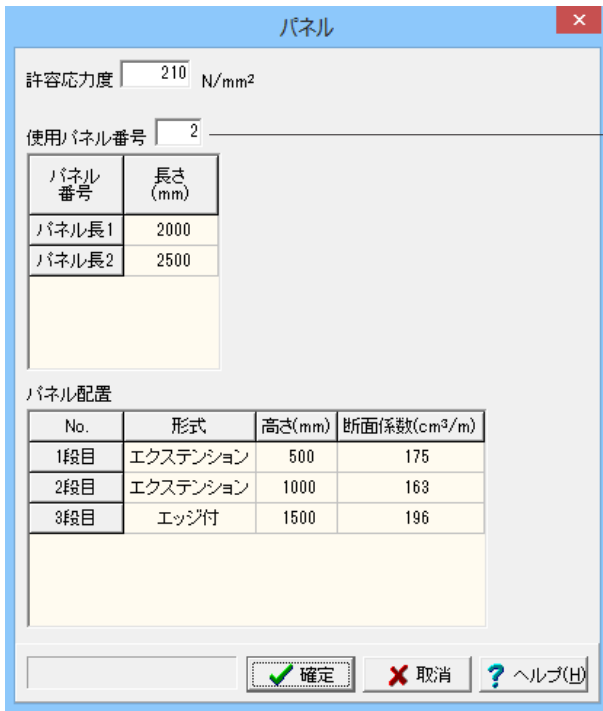 パネル
許容応力度 210 N/mm²
使用パネル番号 2
パネル番号 長さ(mm)
パネル長1 2000
パネル長2 2500
パネル配置
No. 形式 高さ(mm) 断面係数(cm³/m)
1段目 エクステンション 500 175
2段目 エクステンション 1000 163
3段目 エッジ付 1500 196
確定 取消 ? ヘルプ(H)